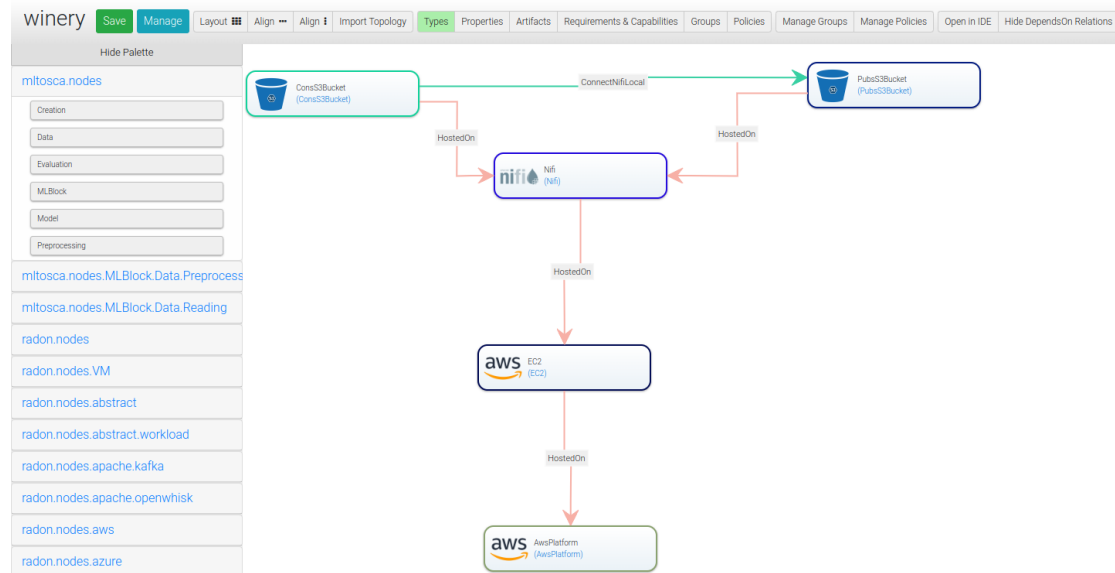 winery Save Manage Layout Align Align Import Topology Types Properties Artifacts Requirements & Capabilities Groups Policies Manage Groups Manage Policies Open in IDE Hide DependsOn Relations
Hide Palette
mltosca.nodes
Creation
Data
Evaluation
MLBlock
Model
Preprocessing
mltosca.nodes.MLBlock.Data.Preprocess
mltosca.nodes.MLBlock.Data.Reading
radon.nodes
radon.nodes.VM
radon.nodes.abstract
radon.nodes.abstract.workload
radon.nodes.apache.kafka
radon.nodes.apache.openwhisk
radon.nodes.aws
radon.nodes.azure
ConsS3Bucket
(ConsS3Bucket)
ConnectNifiLocal
PubsS3Bucket
(PubsS3Bucket)
HostedOn
HostedOn
nifi Nifi
(Nifi)
HostedOn
aws EC2
(EC2)
HostedOn
aws AwsPlatform
(AwsPlatform)